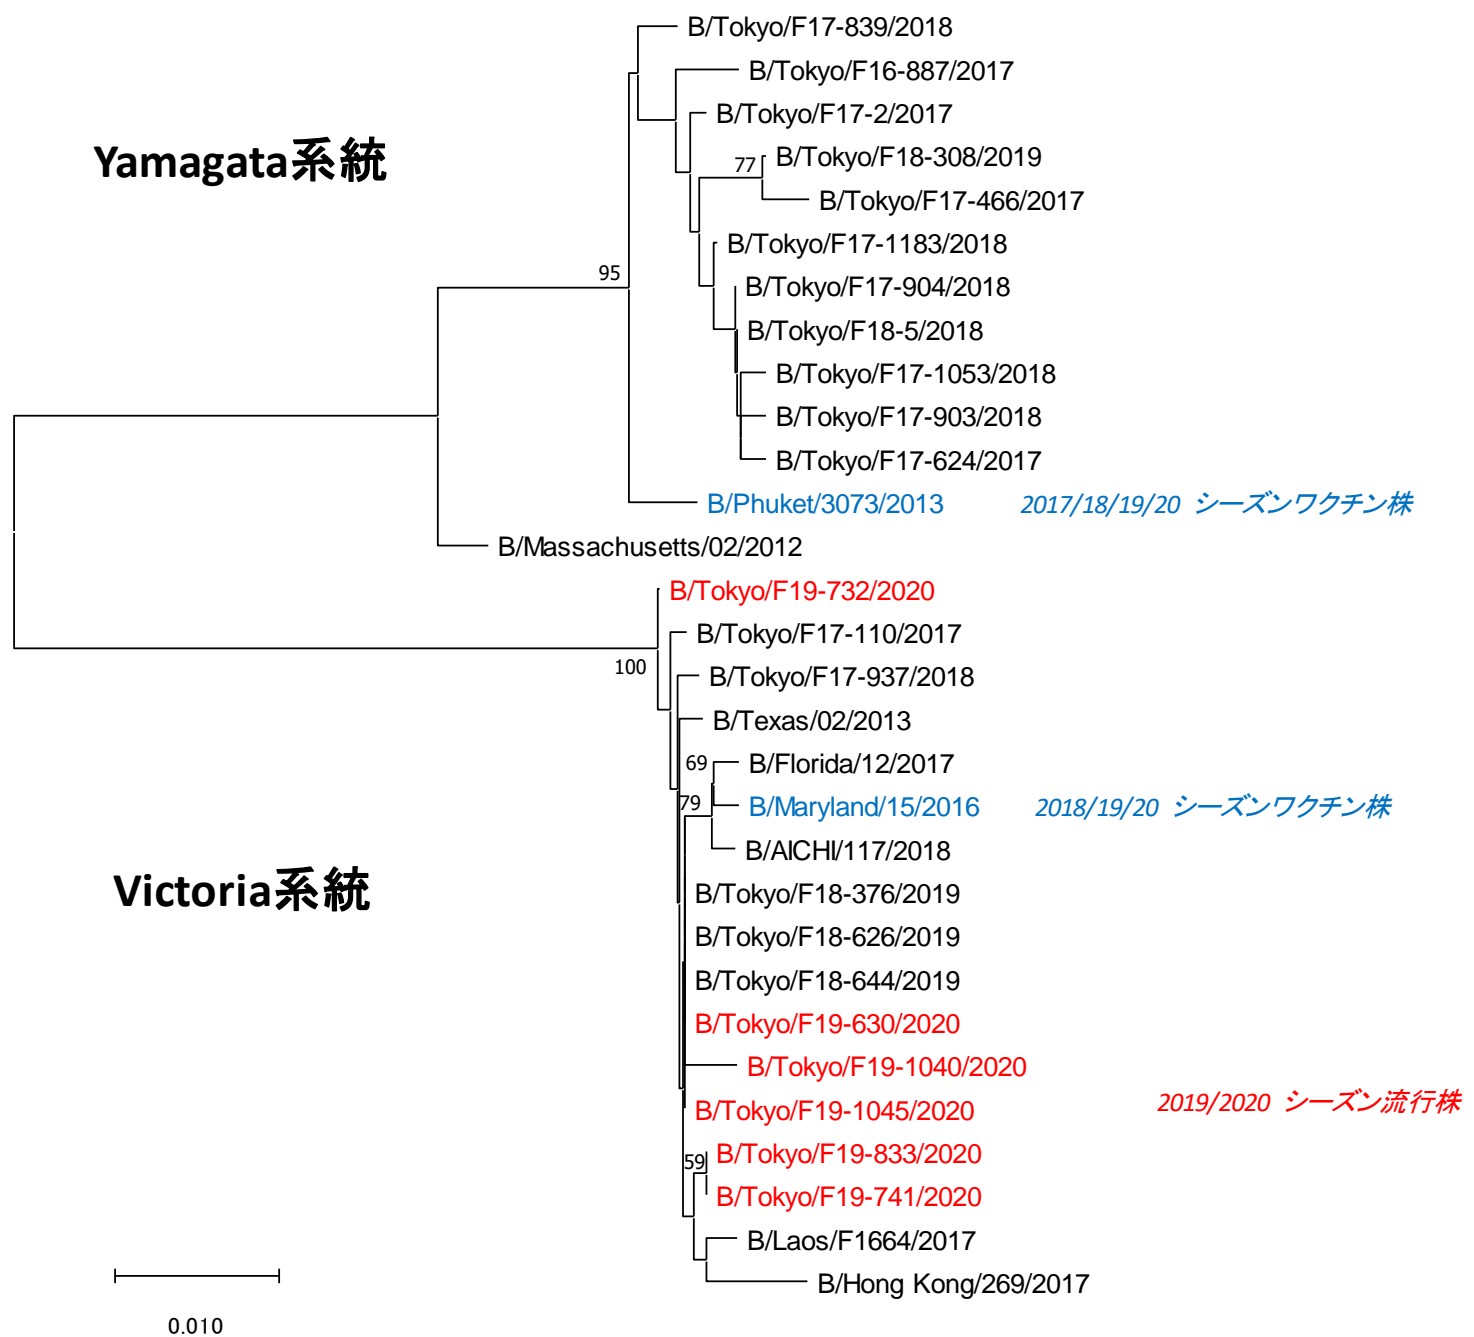 B/Tokyo/F17-839/2018
B/Tokyo/F16-887/2017
B/Tokyo/F17-2/2017
Yamagata系統
77
B/Tokyo/F18-308/2019
B/Tokyo/F17-466/2017
B/Tokyo/F17-1183/2018
95
B/Tokyo/F17-904/2018
B/Tokyo/F18-5/2018
B/Tokyo/F17-1053/2018
B/Tokyo/F17-903/2018
B/Tokyo/F17-624/2017
B/Phuket/3073/2013 2017/18/19/20 シーズンワクチン株
B/Massachusetts/02/2012
B/Tokyo/F19-732/2020
B/Tokyo/F17-110/2017
100
B/Tokyo/F17-937/2018
B/Texas/02/2013
69
B/Florida/12/2017
79
B/Maryland/15/2016 2018/19/20 シーズンワクチン株
B/AICHI/117/2018
Victoria系統
B/Tokyo/F18-376/2019
B/Tokyo/F18-626/2019
B/Tokyo/F18-644/2019
B/Tokyo/F19-630/2020
B/Tokyo/F19-1040/2020
B/Tokyo/F19-1045/2020 2019/2020 シーズン流行株
59
B/Tokyo/F19-833/2020
B/Tokyo/F19-741/2020
B/Laos/F1664/2017
B/Hong Kong/269/2017
0.010